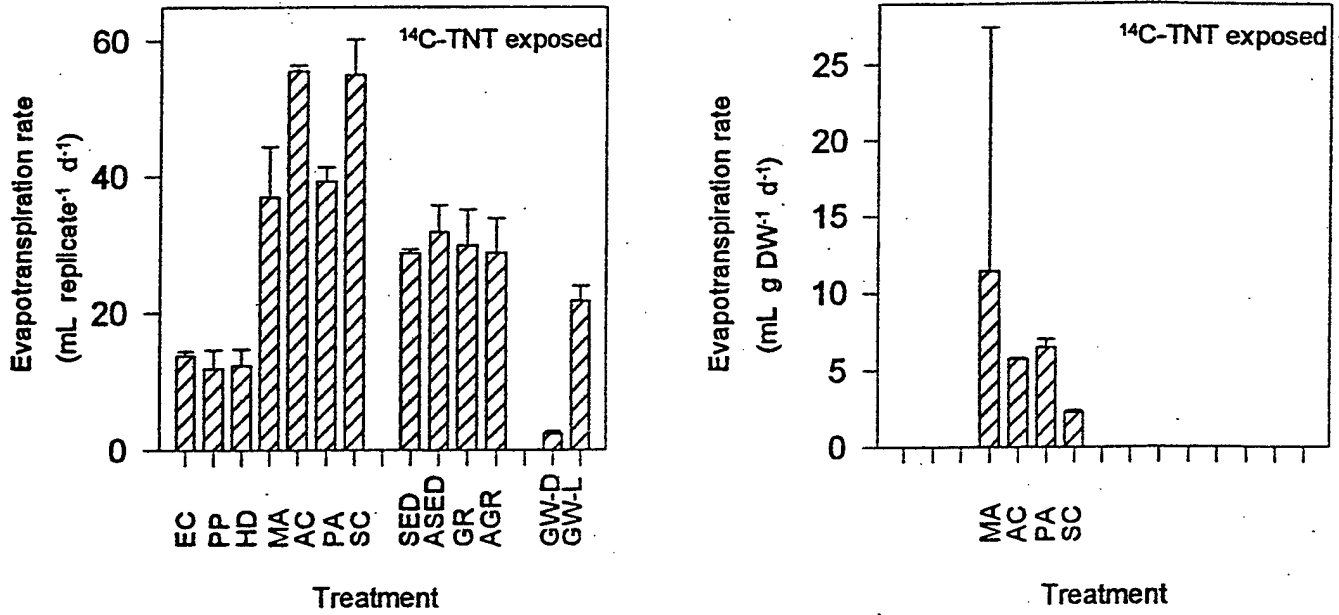 Evapotranspiration rate
(mL replicate⁻¹ d⁻¹)
60
40
20
0
¹⁴C-TNT exposed
EC
PP
HD
MA
AC
PA
SC
SED
ASED
GR
AGR
GW-D
GW-L
Treatment
Evapotranspiration rate
(mL g DW⁻¹ d⁻¹)
25
20
15
10
5
0
¹⁴C-TNT exposed
MA
AC
PA
SC
Treatment